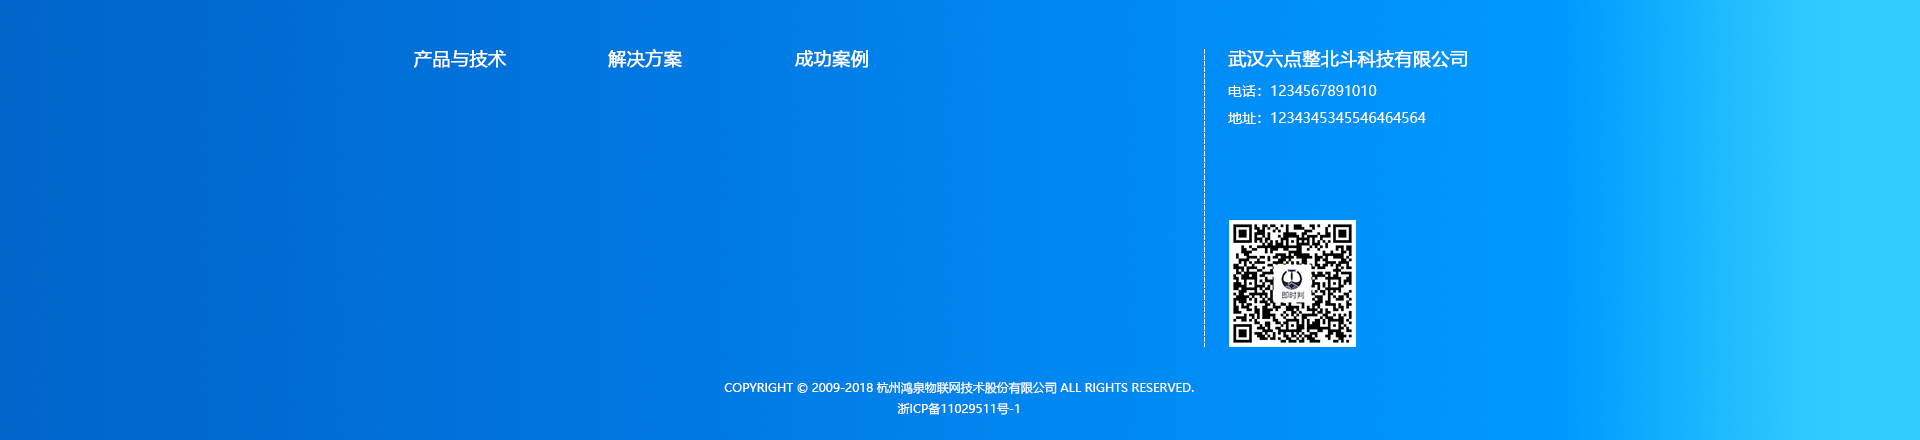 产品与技术
解决方案
成功案例
武汉六点整北斗科技有限公司
电话：1234567891010
地址：1234345345546464564
即时判
COPYRIGHT © 2009-2018 杭州鸿泉物联网技术股份有限公司 ALL RIGHTS RESERVED.
浙ICP备11029511号-1